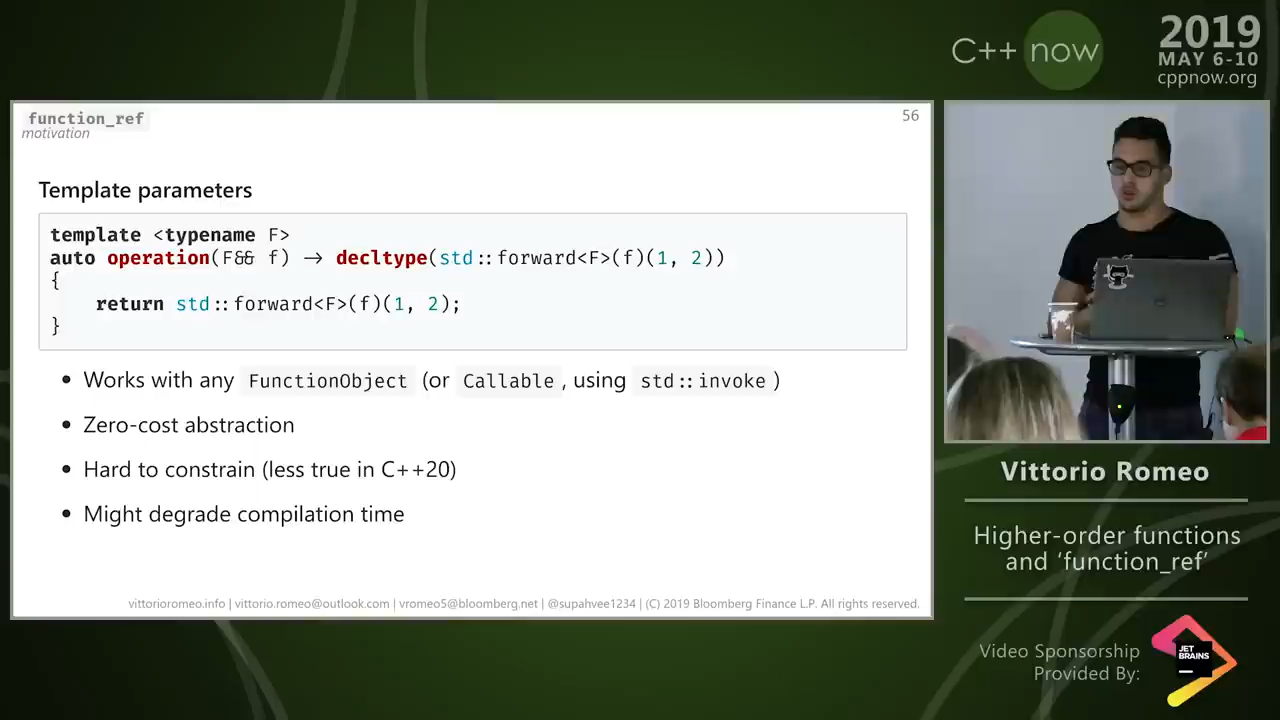 C++ now
2019
MAY 6-10
cppnow.org
function_ref
motivation
56
Template parameters
template <typename F>
auto operation(F&& f) -> decltype(std::forward<F>(f)(1, 2))
{
return std::forward<F>(f)(1, 2);
}
• Works with any FunctionObject (or Callable, using std::invoke)
• Zero-cost abstraction
• Hard to constrain (less true in C++20)
• Might degrade compilation time
vittorioromeo.info | vittorio.romeo@outlook.com | vromeo5@bloomberg.net | @supahvee1234 | (C) 2019 Bloomberg Finance L.P. All rights reserved.
Vittorio Romeo
Higher-order functions
and ‘function_ref’
Video Sponsorship
Provided By:
JET
BRAINS